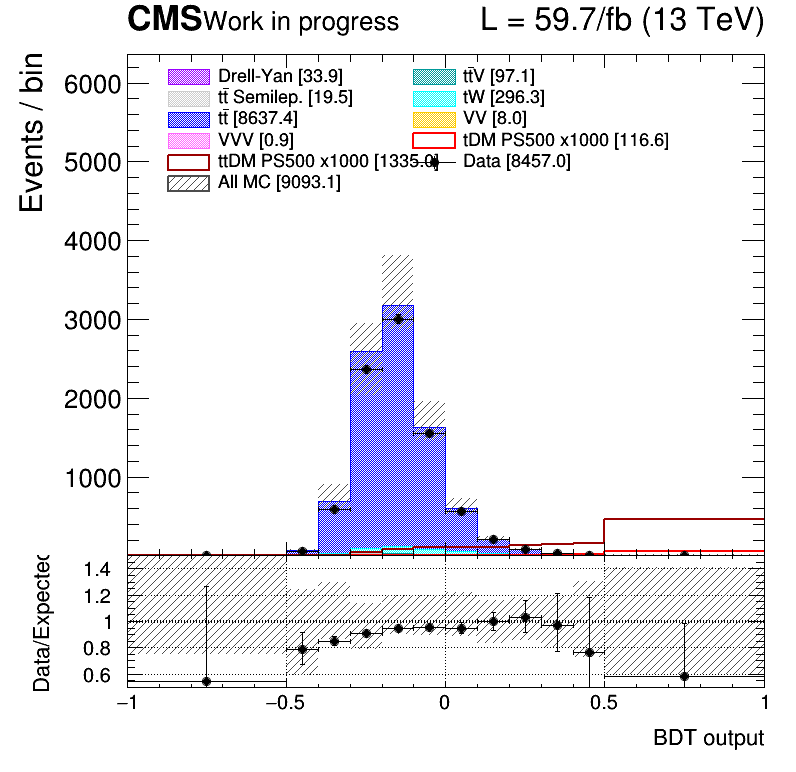 CMS Work in progress L = 59.7/fb (13 TeV)
Events / bin
6000
5000
4000
3000
2000
1000
Drell-Yan [33.9] tt̄V [97.1]
tt̄ Semilep. [19.5] tW [296.3]
tt̄ [8637.4] VV [8.0]
VVV [0.9] tDM PS500 x1000 [116.6]
ttDM PS500 x1000 [1335.0] Data [8457.0]
All MC [9093.1]
Data/Expected
1.4
1.2
1
0.8
0.6
−1 −0.5 0 0.5 1
BDT output